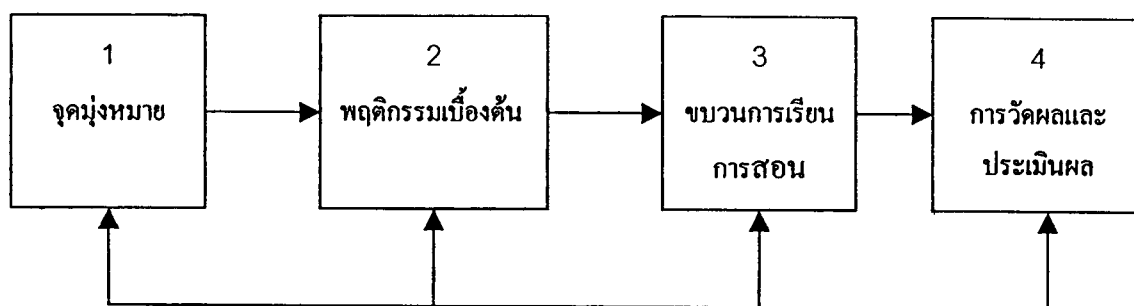 1
จุดมุ่งหมาย
2
พฤติกรรมเบื้องต้น
3
ขบวนการเรียน
การสอน
4
การวัดผลและ
ประเมินผล